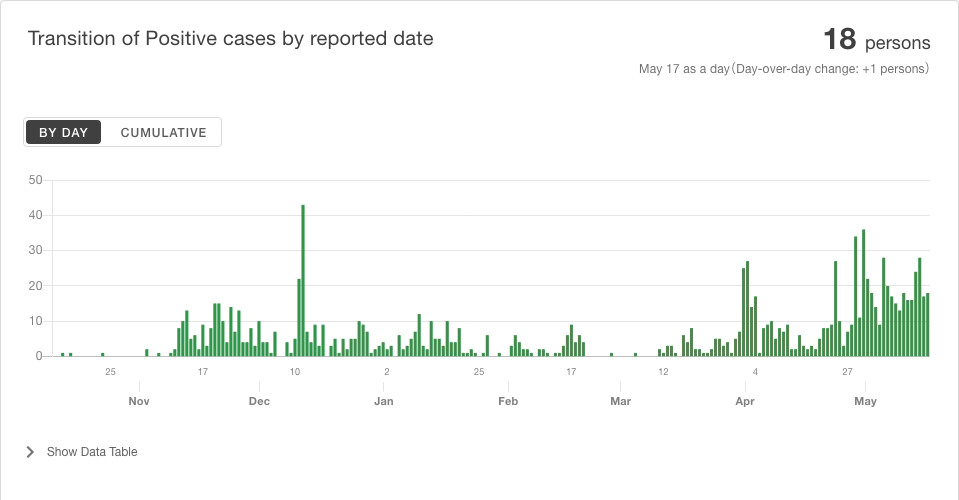 Transition of Positive cases by reported date
18 persons
May 17 as a day(Day-over-day change: +1 persons)
BY DAY CUMULATIVE
50
40
30
20
10
0
25 17 10 2 25 17 12 4 27
Nov Dec Jan Feb Mar Apr May
Show Data Table